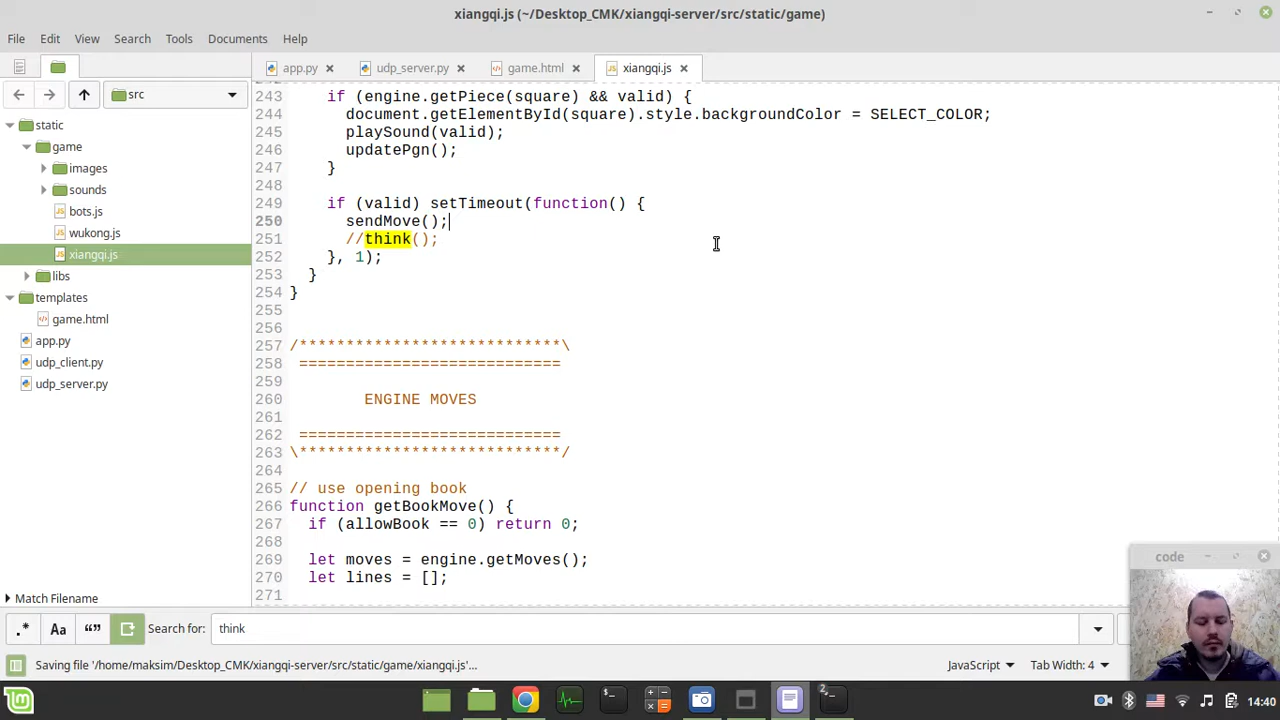 xiangqi.js (~/Desktop_CMK/xiangqi-server/src/static/game)
File Edit View Search Tools Documents Help
app.py udp_server.py game.html xiangqi.js
src
static
game
images
sounds
bots.js
wukong.js
xiangqi.js
libs
templates
game.html
app.py
udp_client.py
udp_server.py
Match Filename
243 if (engine.getPiece(square) && valid) {
244 document.getElementById(square).style.backgroundColor = SELECT_COLOR;
245 playSound(valid);
246 updatePgn();
247 }
248
249 if (valid) setTimeout(function() {
250 sendMove();
251 //think();
252 }, 1);
253 }
254 }
255
256
257 /****************************\
258 ============================
259
260 ENGINE MOVES
261
262 ============================
263 \****************************/
264
265 // use opening book
266 function getBookMove() {
267 if (allowBook == 0) return 0;
268
269 let moves = engine.getMoves();
270 let lines = [];
271
code
.* Aa “” Search for: think
Saving file '/home/maksim/Desktop_CMK/xiangqi-server/src/static/game/xiangqi.js'... JavaScript Tab Width: 4
14:40